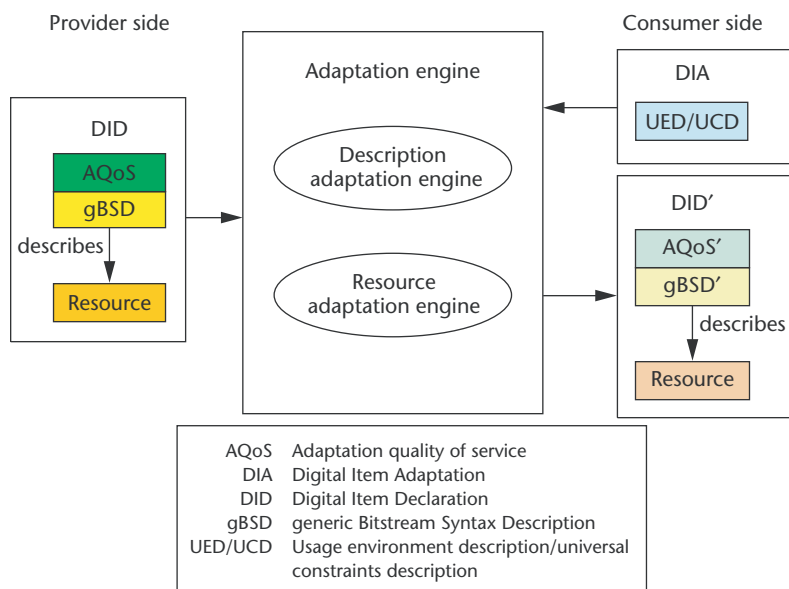 Provider side
Consumer side
Adaptation engine
DIA
UED/UCD
DID
AQoS
gBSD
describes
Resource
Description
adaptation engine
Resource
adaptation engine
DID′
AQoS′
gBSD′
describes
Resource
AQoS Adaptation quality of service
DIA Digital Item Adaptation
DID Digital Item Declaration
gBSD generic Bitstream Syntax Description
UED/UCD Usage environment description/universal
constraints description